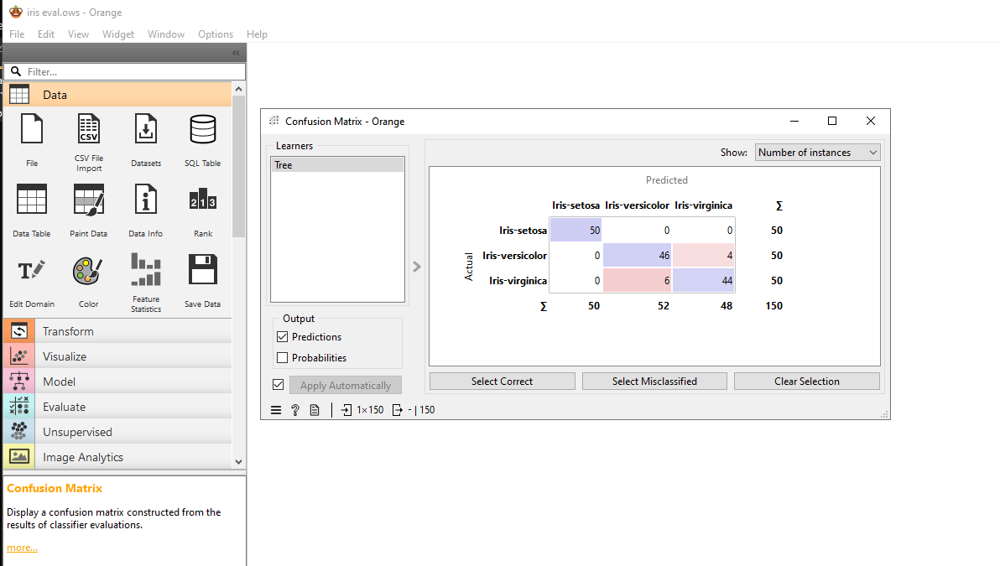 iris eval.ows - Orange
File Edit View Widget Window Options Help
Filter...
Data
File CSV File Import Datasets SQL Table
Data Table Paint Data Data Info Rank
Edit Domain Color Feature Statistics Save Data
Transform
Visualize
Model
Evaluate
Unsupervised
Image Analytics
Confusion Matrix
Display a confusion matrix constructed from the
results of classifier evaluations.
more...
Confusion Matrix - Orange
Learners
Tree
Output
Predictions
Probabilities
Apply Automatically
Show: Number of instances
Predicted
Iris-setosa Iris-versicolor Iris-virginica Σ
Actual
Iris-setosa 50 0 0 50
Iris-versicolor 0 46 4 50
Iris-virginica 0 6 44 50
Σ 50 52 48 150
Select Correct Select Misclassified Clear Selection
? 1×150 - | 150